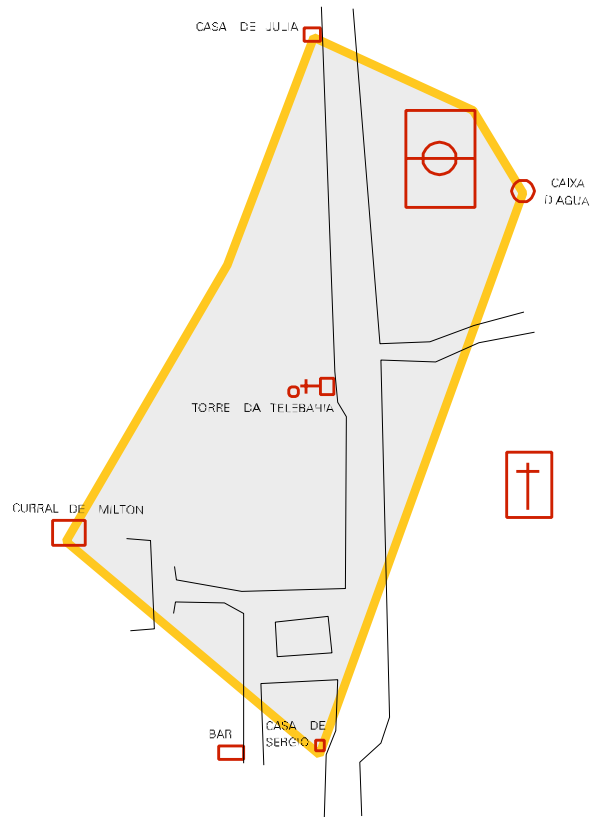 CASA DE JULIA
CAIXA
D'AGUA
TORRE DA TELEBAHIA
CURRAL DE MILTON
CASA DE
SERGIO
BAR